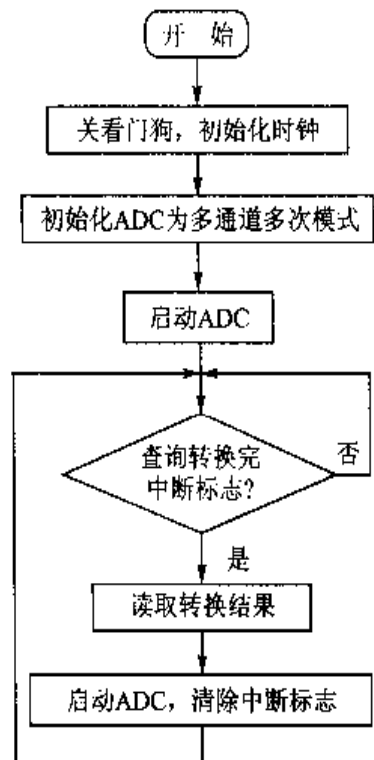 开 始
关看门狗，初始化时钟
初始化ADC为多通道多次模式
启动ADC
查询转换完
中断标志?
否
是
读取转换结果
启动ADC，清除中断标志